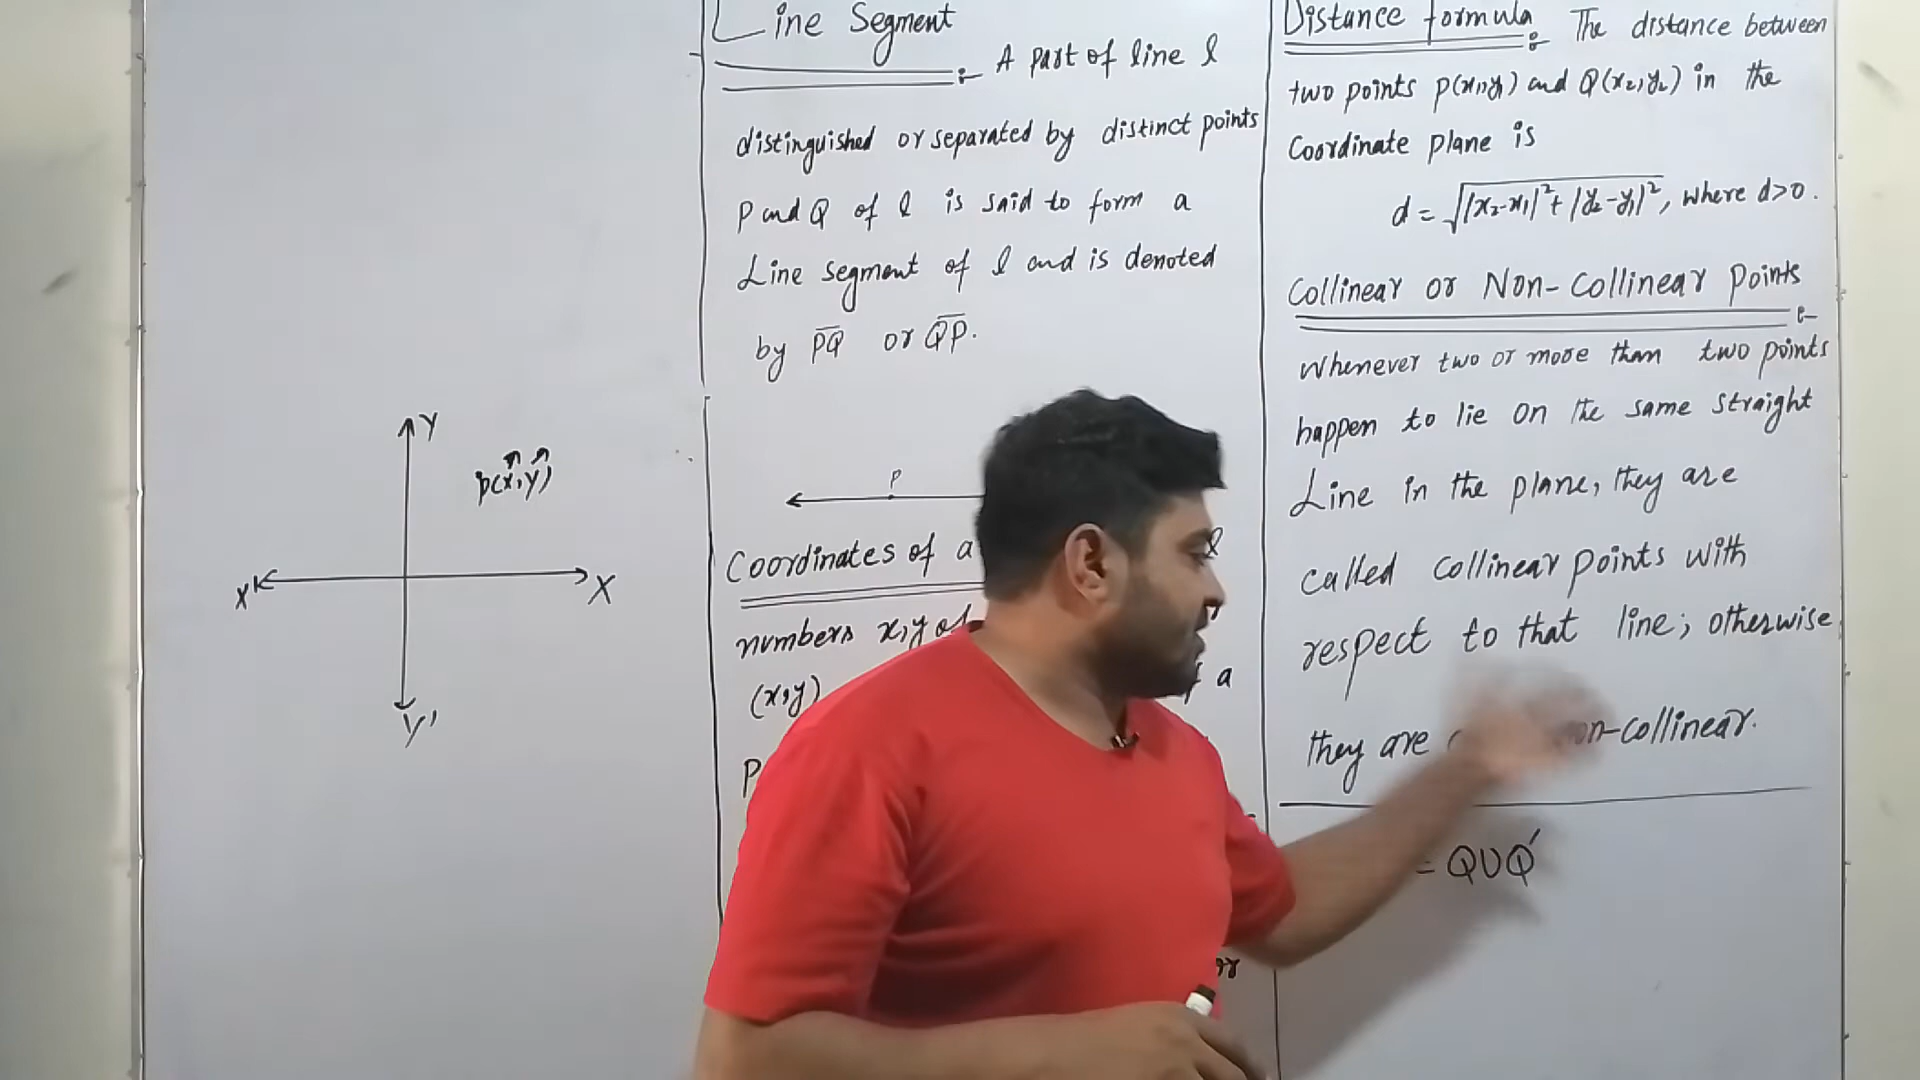 Y
P(x,y)
X'
X
Y'
Line Segment :- A part of line l
distinguished or separated by distinct points
P and Q of l is said to form a
Line segment of l and is denoted
by PQ or QP.
P
Coordinates of a
numbers x,y of
(x,y) a
P
or
Distance formula :- The distance between
two points P(x₁,y₁) and Q(x₂,y₂) in the
Coordinate plane is
d = √|x₂-x₁|²+|y₂-y₁|², where d>0.
Collinear or Non-Collinear Points :-
Whenever two or more than two points
happen to lie on the same straight
Line in the plane, they are
called collinear points with
respect to that line; otherwise
they are non-collinear.
= QUQ'